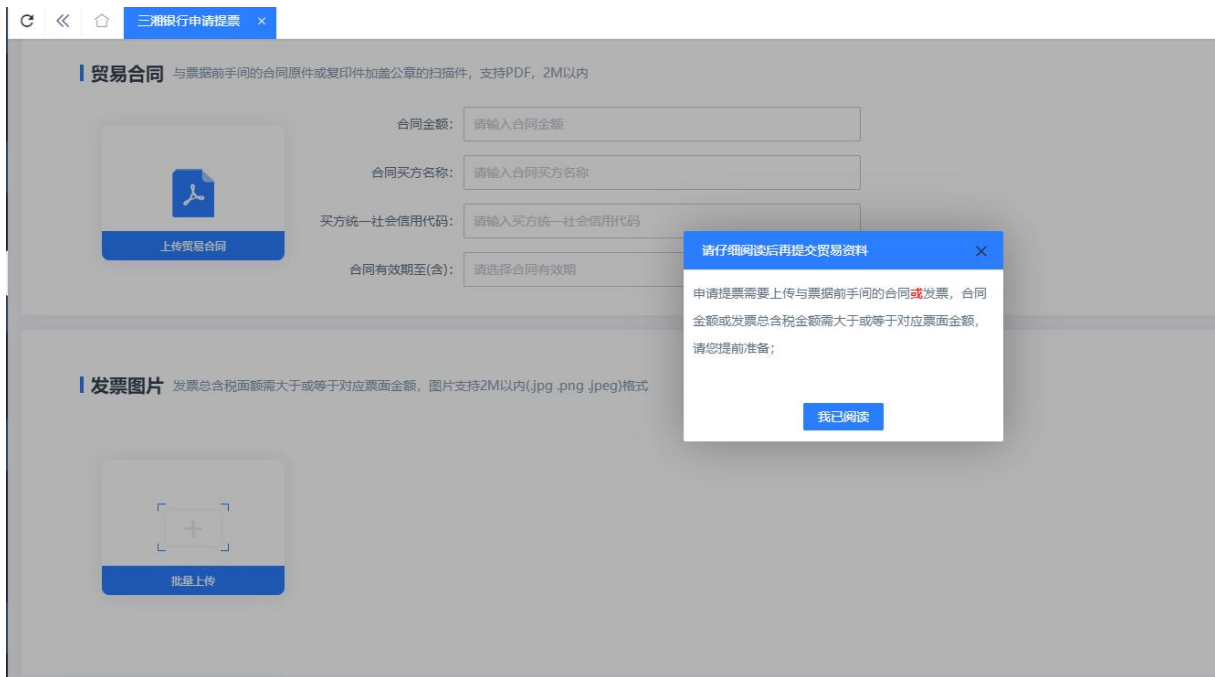 三湘银行申请提票
贸易合同 与票据前手间的合同原件或复印件加盖公章的扫描件，支持PDF，2M以内
合同金额： 请输入合同金额
合同买方名称： 请输入合同买方名称
买方统一社会信用代码： 请输入买方统一社会信用代码
合同有效期至(含)： 请选择合同有效期
上传贸易合同
请仔细阅读后再提交贸易资料
申请提票需要上传与票据前手间的合同或发票，合同
金额或发票总含税金额需大于或等于对应票面金额，
请您提前准备；
我已阅读
发票图片 发票总含税面额需大于或等于对应票面金额，图片支持2M以内(.jpg .png .jpeg)格式
批量上传